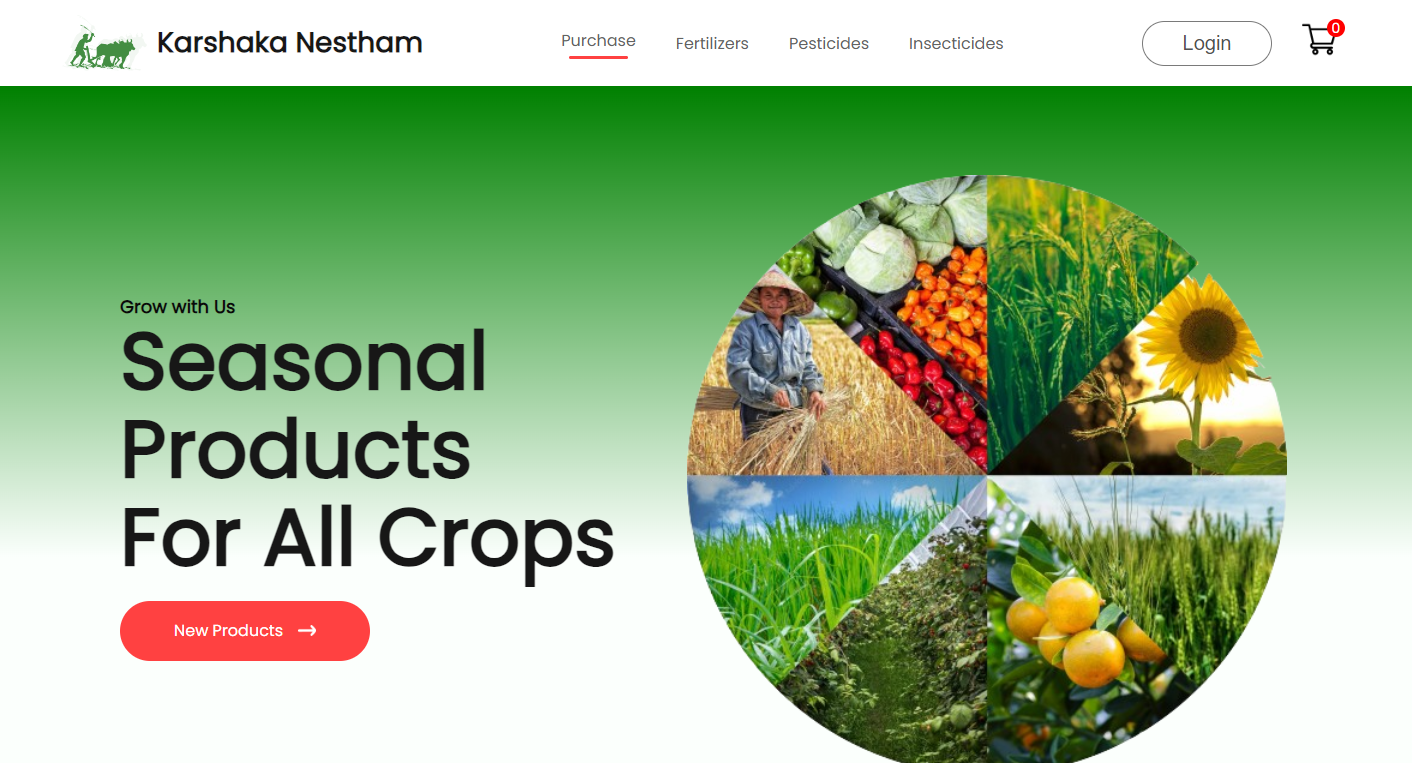 Karshaka Nestham
Purchase
Fertilizers
Pesticides
Insecticides
Login
0
Grow with Us
Seasonal
Products
For All Crops
New Products